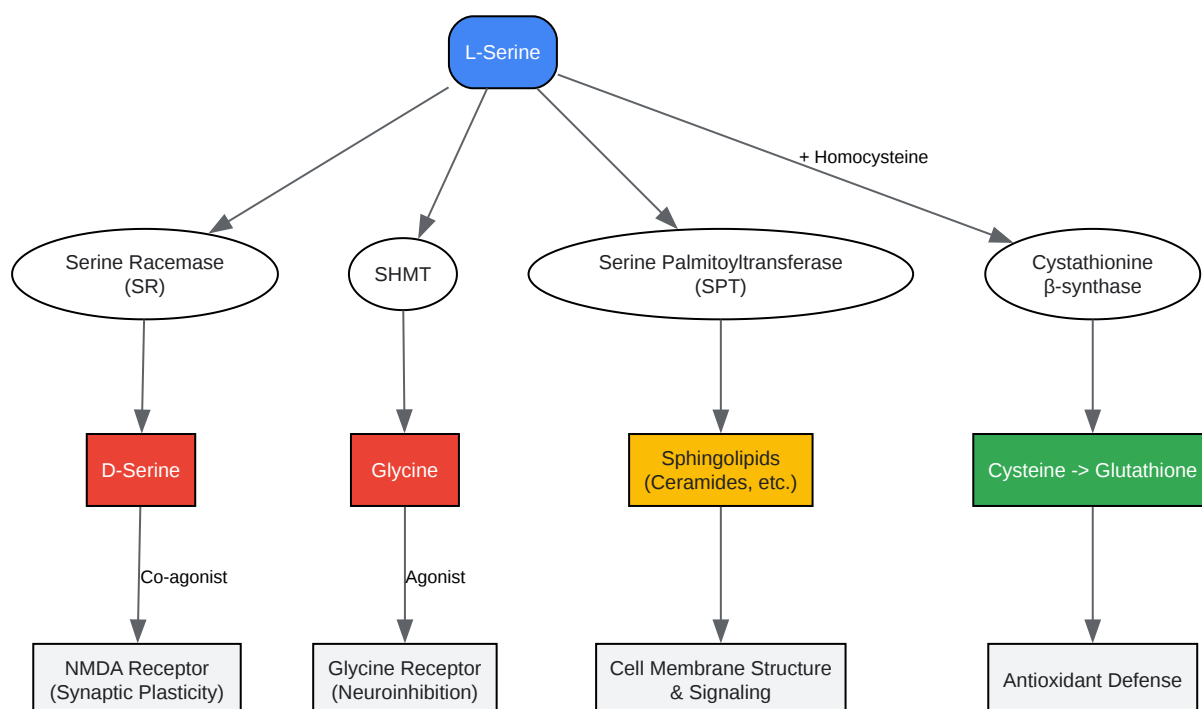 L-Serine
+ Homocysteine
Serine Racemase
(SR)
SHMT
Serine Palmitoyltransferase
(SPT)
Cystathionine
β-synthase
D-Serine
Glycine
Sphingolipids
(Ceramides, etc.)
Cysteine -> Glutathione
Co-agonist
Agonist
NMDA Receptor
(Synaptic Plasticity)
Glycine Receptor
(Neuroinhibition)
Cell Membrane Structure
& Signaling
Antioxidant Defense